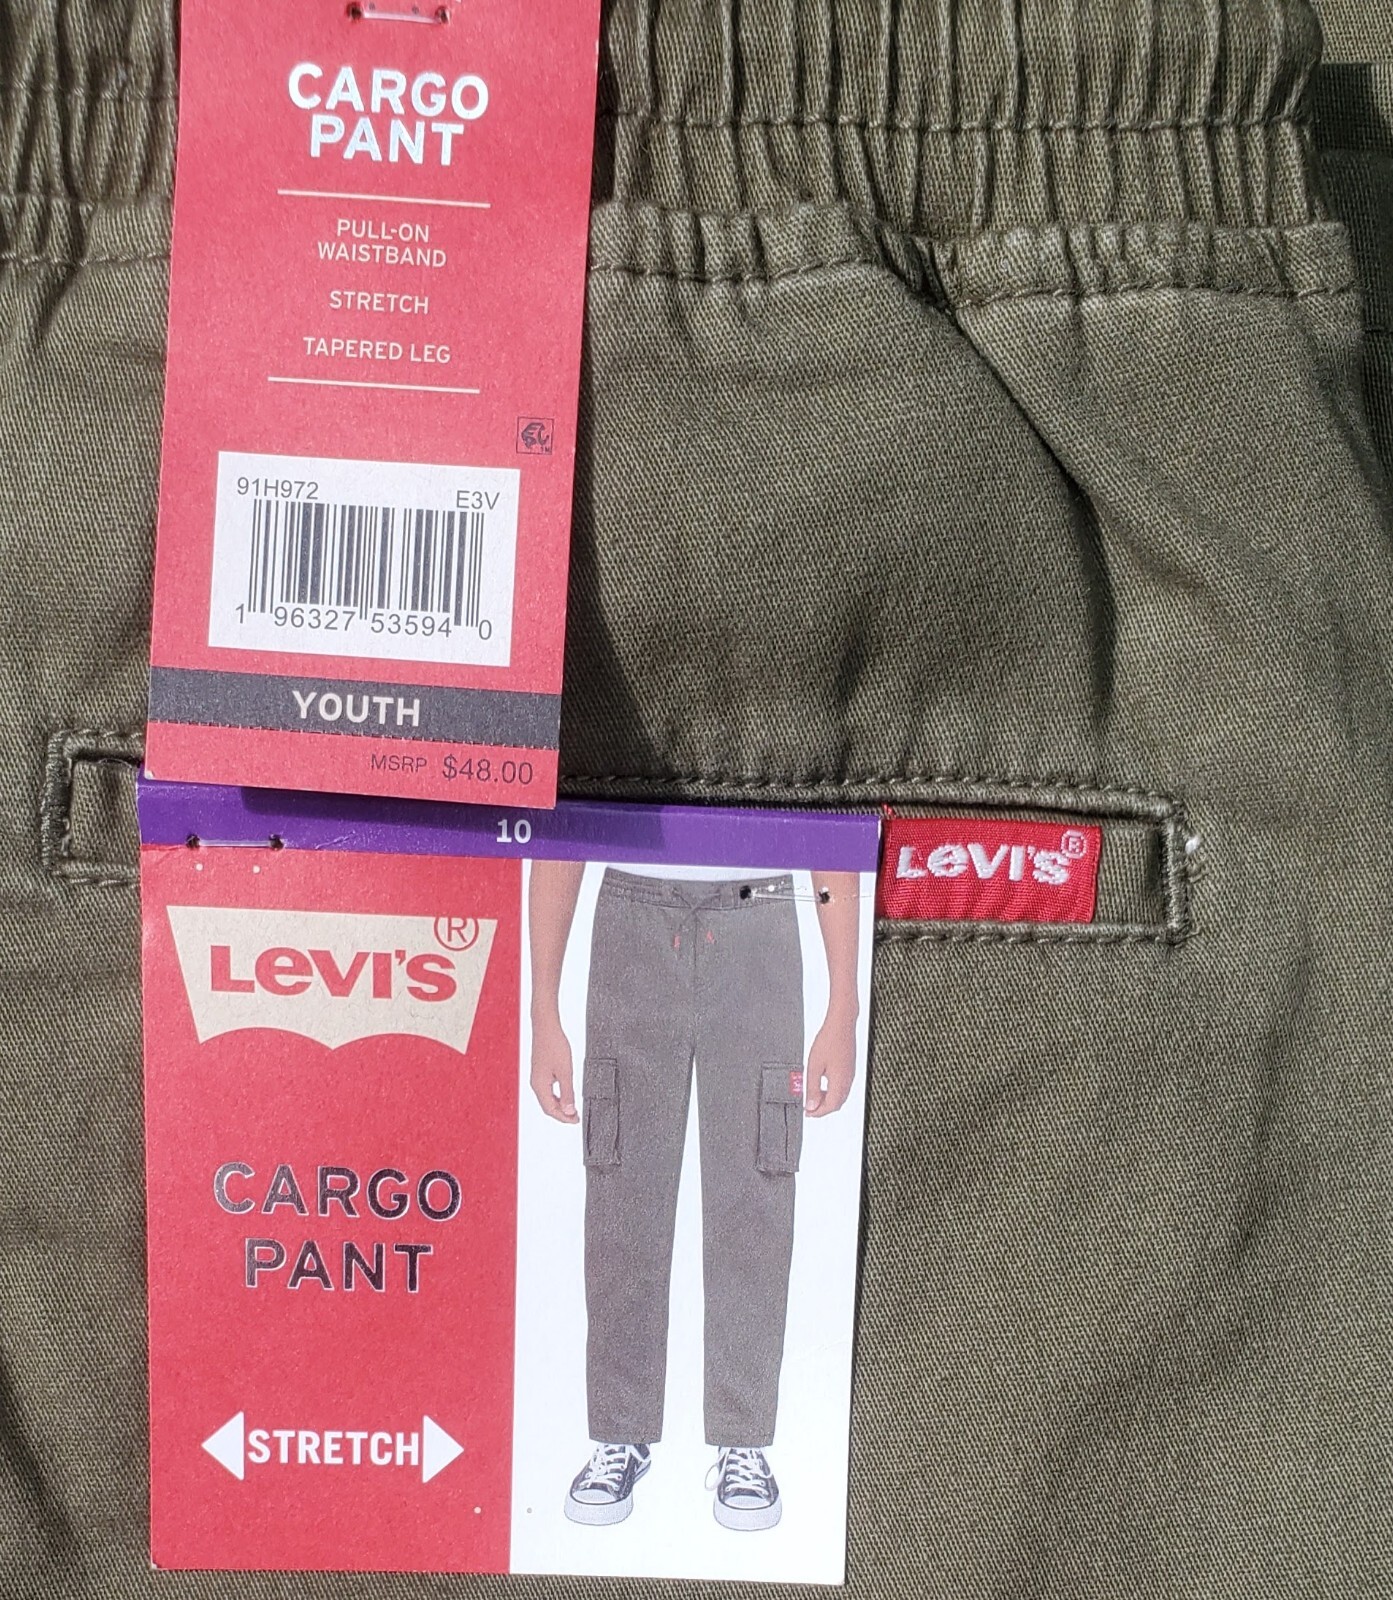 CARGO
PANT
PULL-ON
WAISTBAND
STRETCH
TAPERED LEG
91H972 E3V
1 96327 53594 0
YOUTH
MSRP $48.00
10
LEVI'S®
LEVI'S®
CARGO
PANT
STRETCH